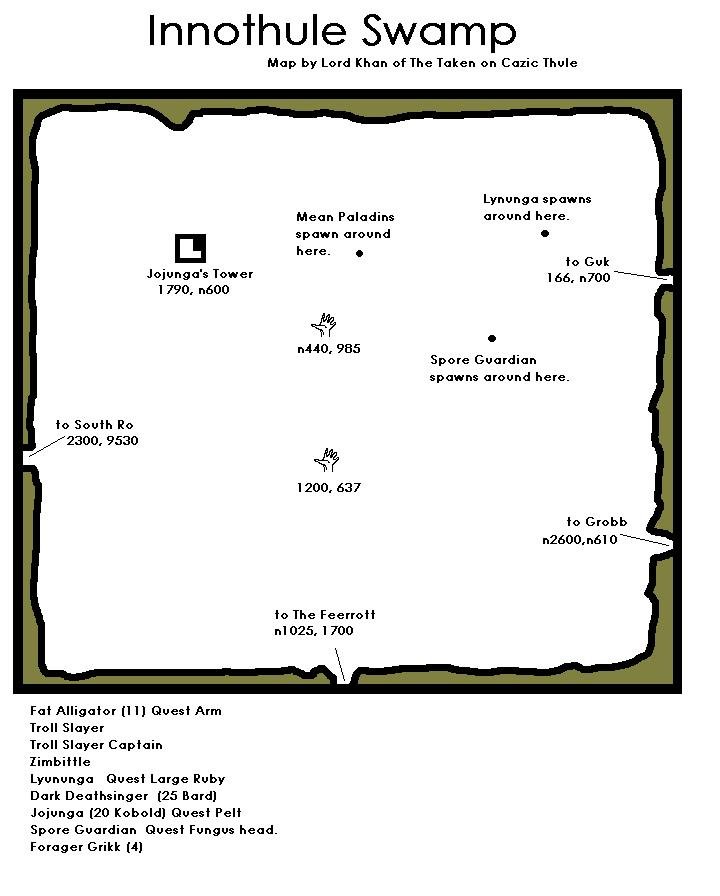 Innothule Swamp
Map by Lord Khan of The Taken on Cazic Thule
Lynunga spawns
around here.
Mean Paladins
spawn around
here.
to Guk
166, n700
Jojunga's Tower
1790, n600
n440, 985
Spore Guardian
spawns around here.
to South Ro
2300, 9530
1200, 637
to Grobb
n2600,n610
to The Feerrott
n1025, 1700
Fat Alligator (11) Quest Arm
Troll Slayer
Troll Slayer Captain
Zimbittle
Lyununga Quest Large Ruby
Dark Deathsinger (25 Bard)
Jojunga (20 Kobold) Quest Pelt
Spore Guardian Quest Fungus head.
Forager Grikk (4)